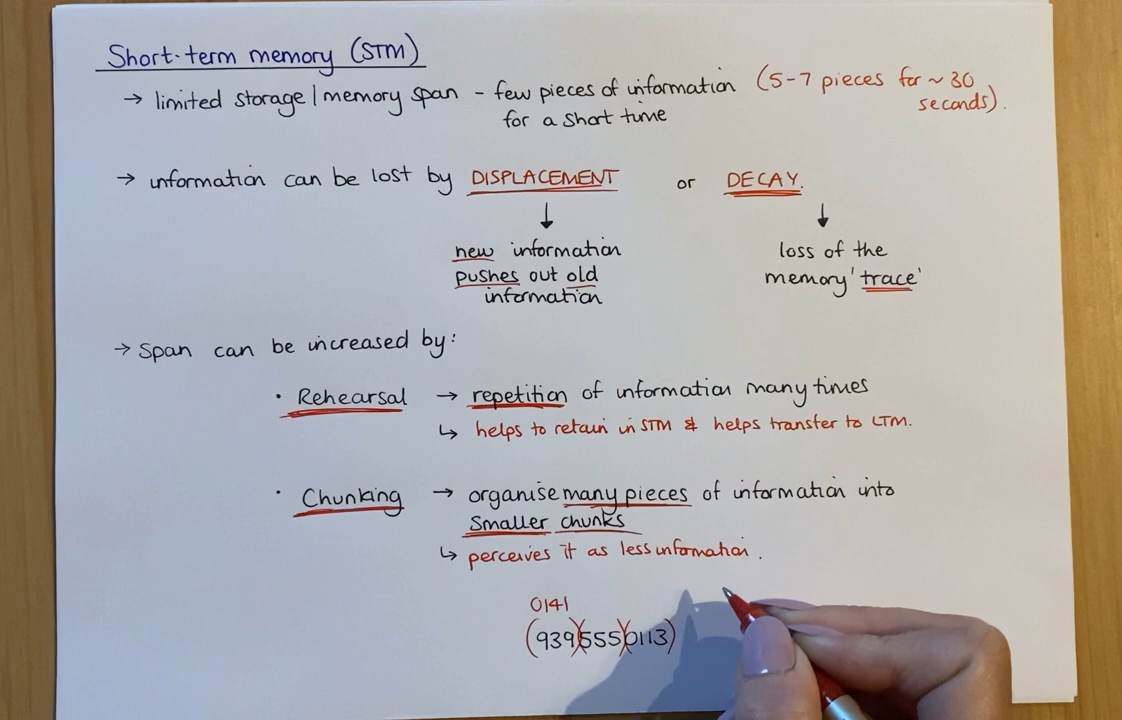 Short-term memory (STM)
→ limited storage/memory span - few pieces of information (5-7 pieces for ~30
for a short time seconds).
→ information can be lost by DISPLACEMENT or DECAY.
↓ ↓
new information loss of the
pushes out old memory 'trace'
information
→ Span can be increased by:
· Rehearsal → repetition of information many times
↳ helps to retain in STM & helps transfer to LTM.
· Chunking → organise many pieces of information into
smaller chunks
↳ perceives it as less information.
0141
(939)(555)(0113)